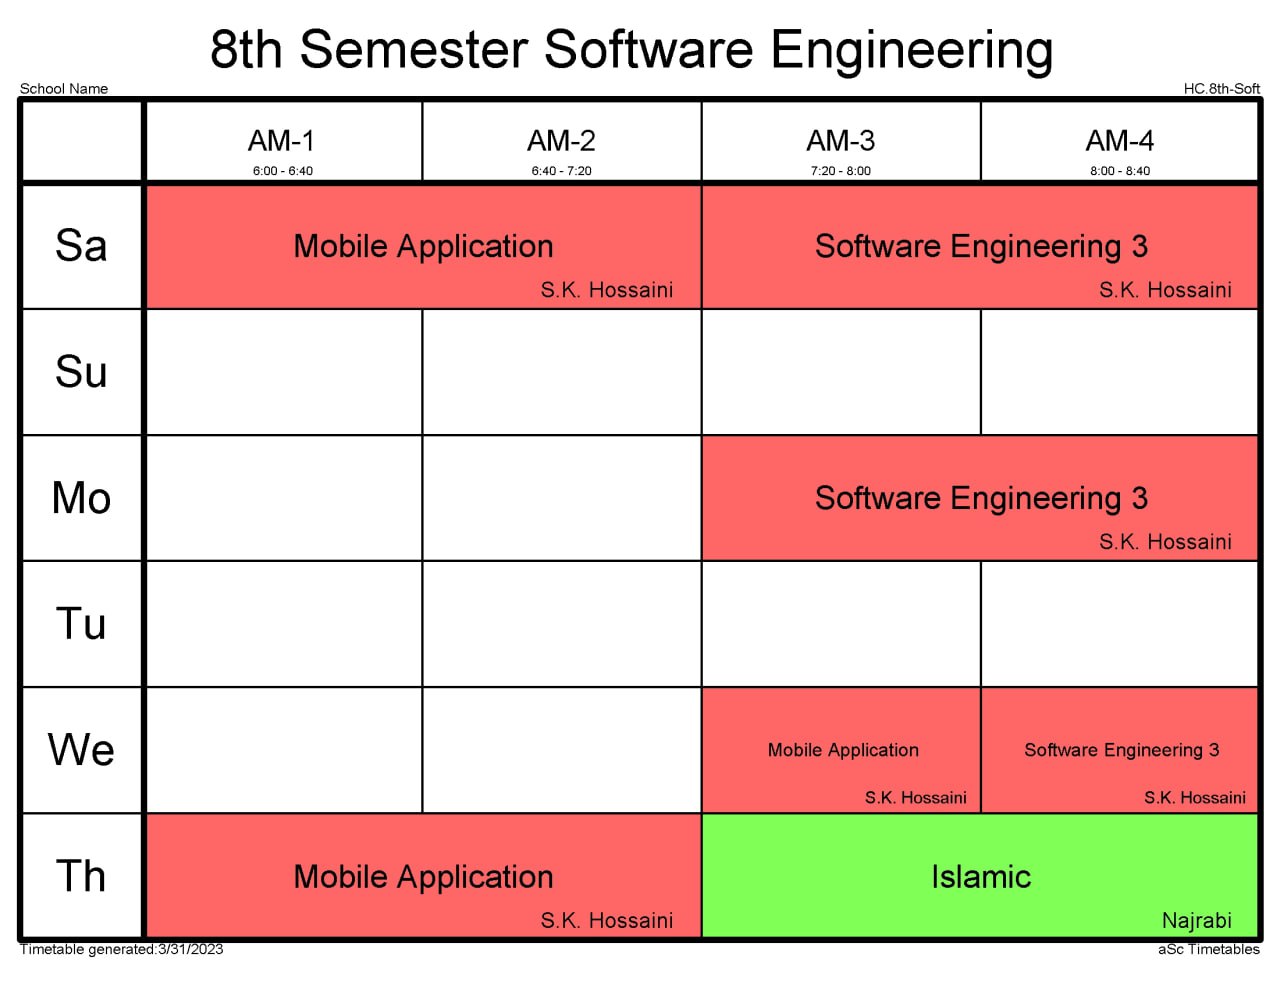 8th Semester Software Engineering
School Name
HC.8th-Soft
AM-1
AM-2
AM-3
AM-4
6:00 - 6:40
6:40 - 7:20
7:20 - 8:00
8:00 - 8:40
Sa
Mobile Application
S.K. Hossaini
Software Engineering 3
S.K. Hossaini
Su
Mo
Software Engineering 3
S.K. Hossaini
Tu
We
Mobile Application
S.K. Hossaini
Software Engineering 3
S.K. Hossaini
Th
Mobile Application
S.K. Hossaini
Islamic
Najrabi
Timetable generated:3/31/2023
aSc Timetables